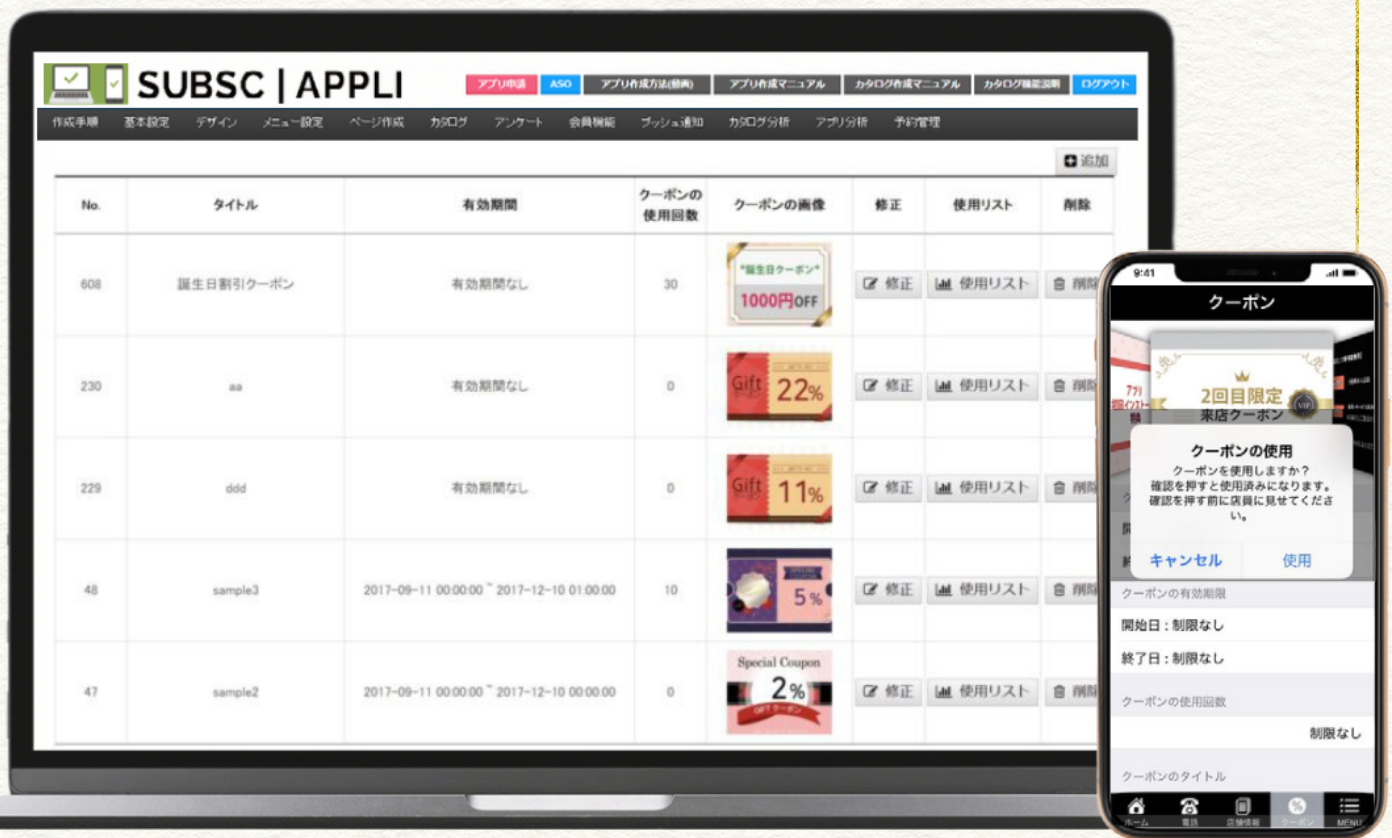 SUBSC | APPLI
アプリ申請 ASO アプリ作成方法(動画) アプリ作成マニュアル カタログ作成マニュアル カタログ機能説明 ログアウト
作成手順 基本設定 デザイン メニュー設定 ページ作成 カタログ アンケート 会員機能 プッシュ通知 カタログ分析 アプリ分析 予約管理
追加
No. タイトル 有効期間 クーポンの使用回数 クーポンの画像 修正 使用リスト 削除
608 誕生日割引クーポン 有効期間なし 30 *誕生日クーポン* 1000円OFF 修正 使用リスト 削除
230 aa 有効期間なし 0 Gift クーポン 22% 修正 使用リスト 削除
229 ddd 有効期間なし 0 Gift クーポン 11% 修正 使用リスト 削除
48 sample3 2017-09-11 00:00:00 ~ 2017-12-10 01:00:00 10 5% 修正 使用リスト 削除
47 sample2 2017-09-11 00:00:00 ~ 2017-12-10 00:00:00 0 Special Coupon 2% GIFT クーポン 修正 使用リスト 削除
9:41
クーポン
アプリ
2回目限定
来店クーポン
VIP
クーポンの使用
クーポンを使用しますか？
確認を押すと使用済みになります。
確認を押す前に店員に見せてくださ
い。
キャンセル 使用
クーポンの有効期限
開始日 : 制限なし
終了日 : 制限なし
クーポンの使用回数
制限なし
クーポンのタイトル
ホーム 電話 店舗情報 クーポン MENU